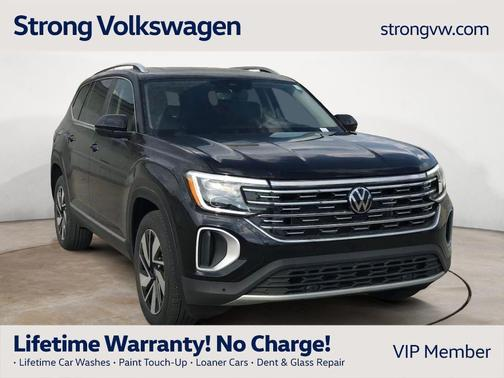 Strong Volkswagen
strongvw.com
Lifetime Warranty! No Charge!
• Lifetime Car Washes • Paint Touch-Up • Loaner Cars • Dent & Glass Repair
VIP Member